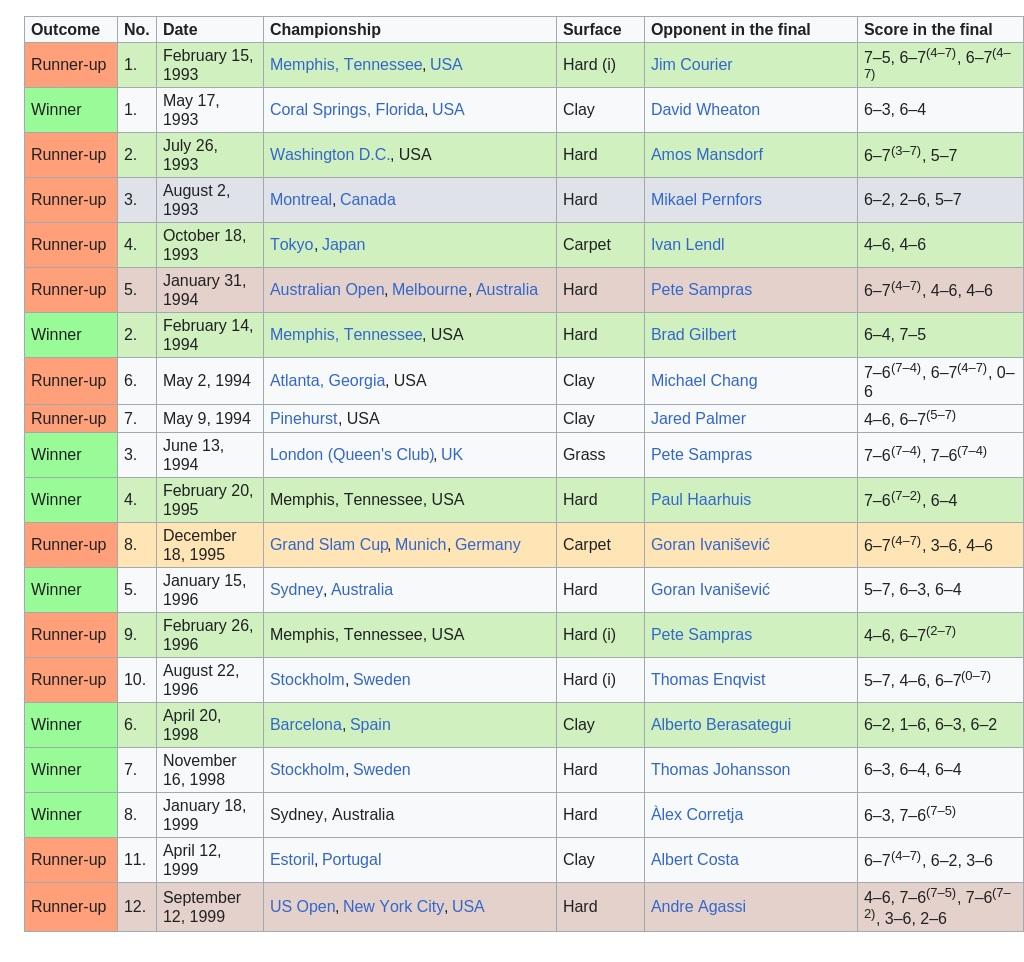 Outcome No. Date Championship Surface Opponent in the final Score in the final
Runner-up 1. February 15, 1993 Memphis, Tennessee, USA Hard (i) Jim Courier 7–5, 6–7(4–7), 6–7(4–7)
Winner 1. May 17, 1993 Coral Springs, Florida, USA Clay David Wheaton 6–3, 6–4
Runner-up 2. July 26, 1993 Washington D.C., USA Hard Amos Mansdorf 6–7(3–7), 5–7
Runner-up 3. August 2, 1993 Montreal, Canada Hard Mikael Pernfors 6–2, 2–6, 5–7
Runner-up 4. October 18, 1993 Tokyo, Japan Carpet Ivan Lendl 4–6, 4–6
Runner-up 5. January 31, 1994 Australian Open, Melbourne, Australia Hard Pete Sampras 6–7(4–7), 4–6, 4–6
Winner 2. February 14, 1994 Memphis, Tennessee, USA Hard Brad Gilbert 6–4, 7–5
Runner-up 6. May 2, 1994 Atlanta, Georgia, USA Clay Michael Chang 7–6(7–4), 6–7(4–7), 0–6
Runner-up 7. May 9, 1994 Pinehurst, USA Clay Jared Palmer 4–6, 6–7(5–7)
Winner 3. June 13, 1994 London (Queen's Club), UK Grass Pete Sampras 7–6(7–4), 7–6(7–4)
Winner 4. February 20, 1995 Memphis, Tennessee, USA Hard Paul Haarhuis 7–6(7–2), 6–4
Runner-up 8. December 18, 1995 Grand Slam Cup, Munich, Germany Carpet Goran Ivanišević 6–7(4–7), 3–6, 4–6
Winner 5. January 15, 1996 Sydney, Australia Hard Goran Ivanišević 5–7, 6–3, 6–4
Runner-up 9. February 26, 1996 Memphis, Tennessee, USA Hard (i) Pete Sampras 4–6, 6–7(2–7)
Runner-up 10. August 22, 1996 Stockholm, Sweden Hard (i) Thomas Enqvist 5–7, 4–6, 6–7(0–7)
Winner 6. April 20, 1998 Barcelona, Spain Clay Alberto Berasategui 6–2, 1–6, 6–3, 6–2
Winner 7. November 16, 1998 Stockholm, Sweden Hard Thomas Johansson 6–3, 6–4, 6–4
Winner 8. January 18, 1999 Sydney, Australia Hard Àlex Corretja 6–3, 7–6(7–5)
Runner-up 11. April 12, 1999 Estoril, Portugal Clay Albert Costa 6–7(4–7), 6–2, 3–6
Runner-up 12. September 12, 1999 US Open, New York City, USA Hard Andre Agassi 4–6, 7–6(7–5), 7–6(7–2), 3–6, 2–6